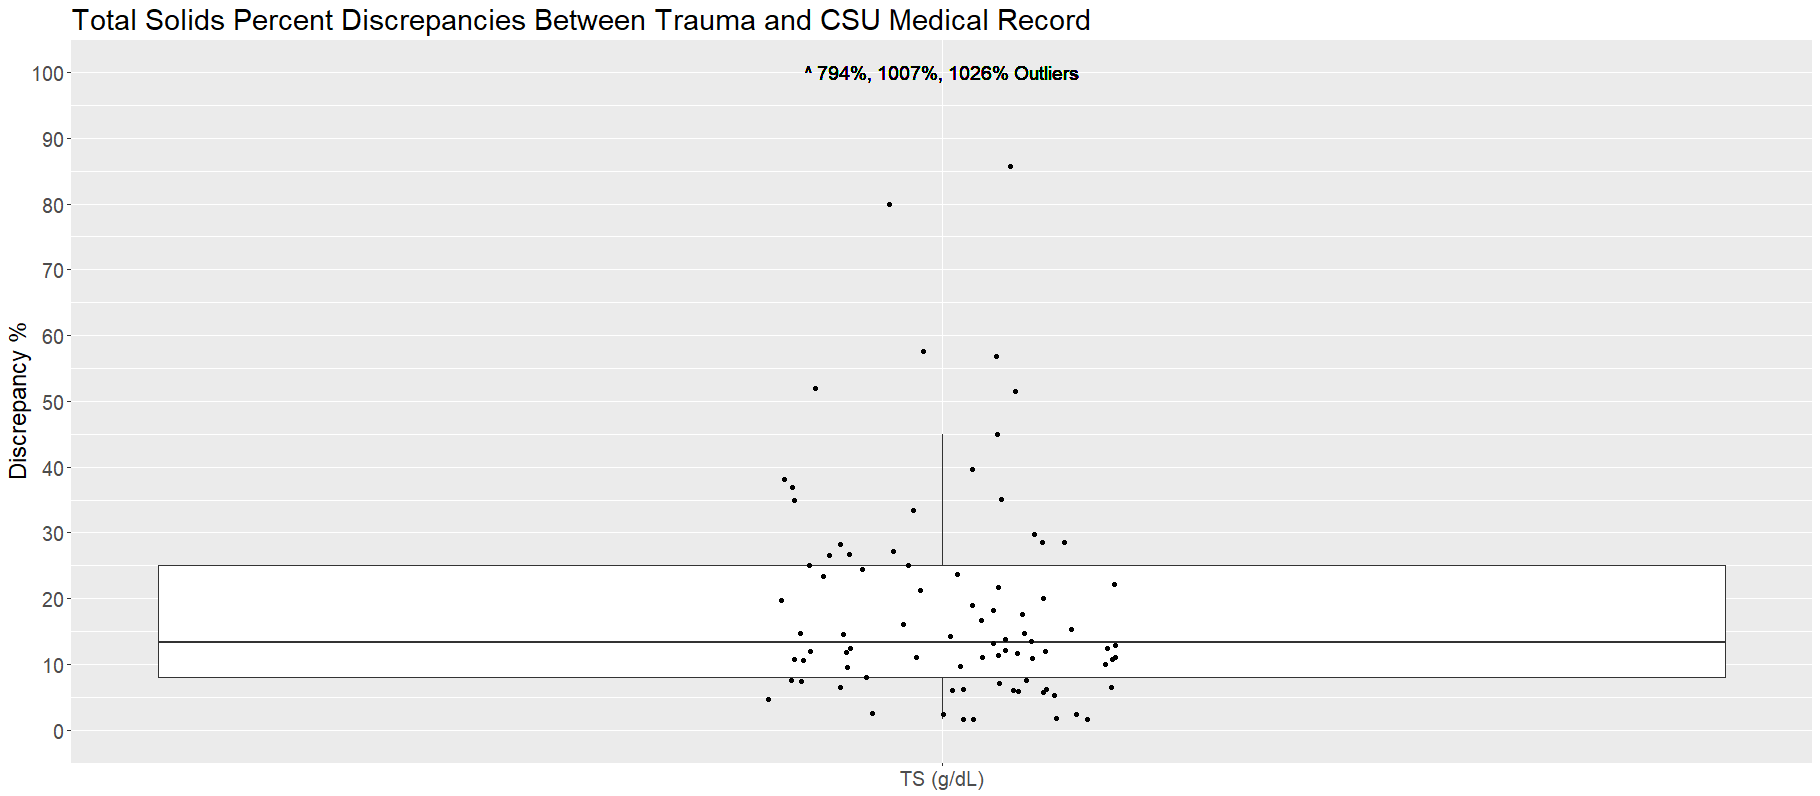 Total Solids Percent Discrepancies Between Trauma and CSU Medical Record
^ 794%, 1007%, 1026% Outliers
100
90
80
70
60
50
40
30
20
10
0
Discrepancy %
TS (g/dL)